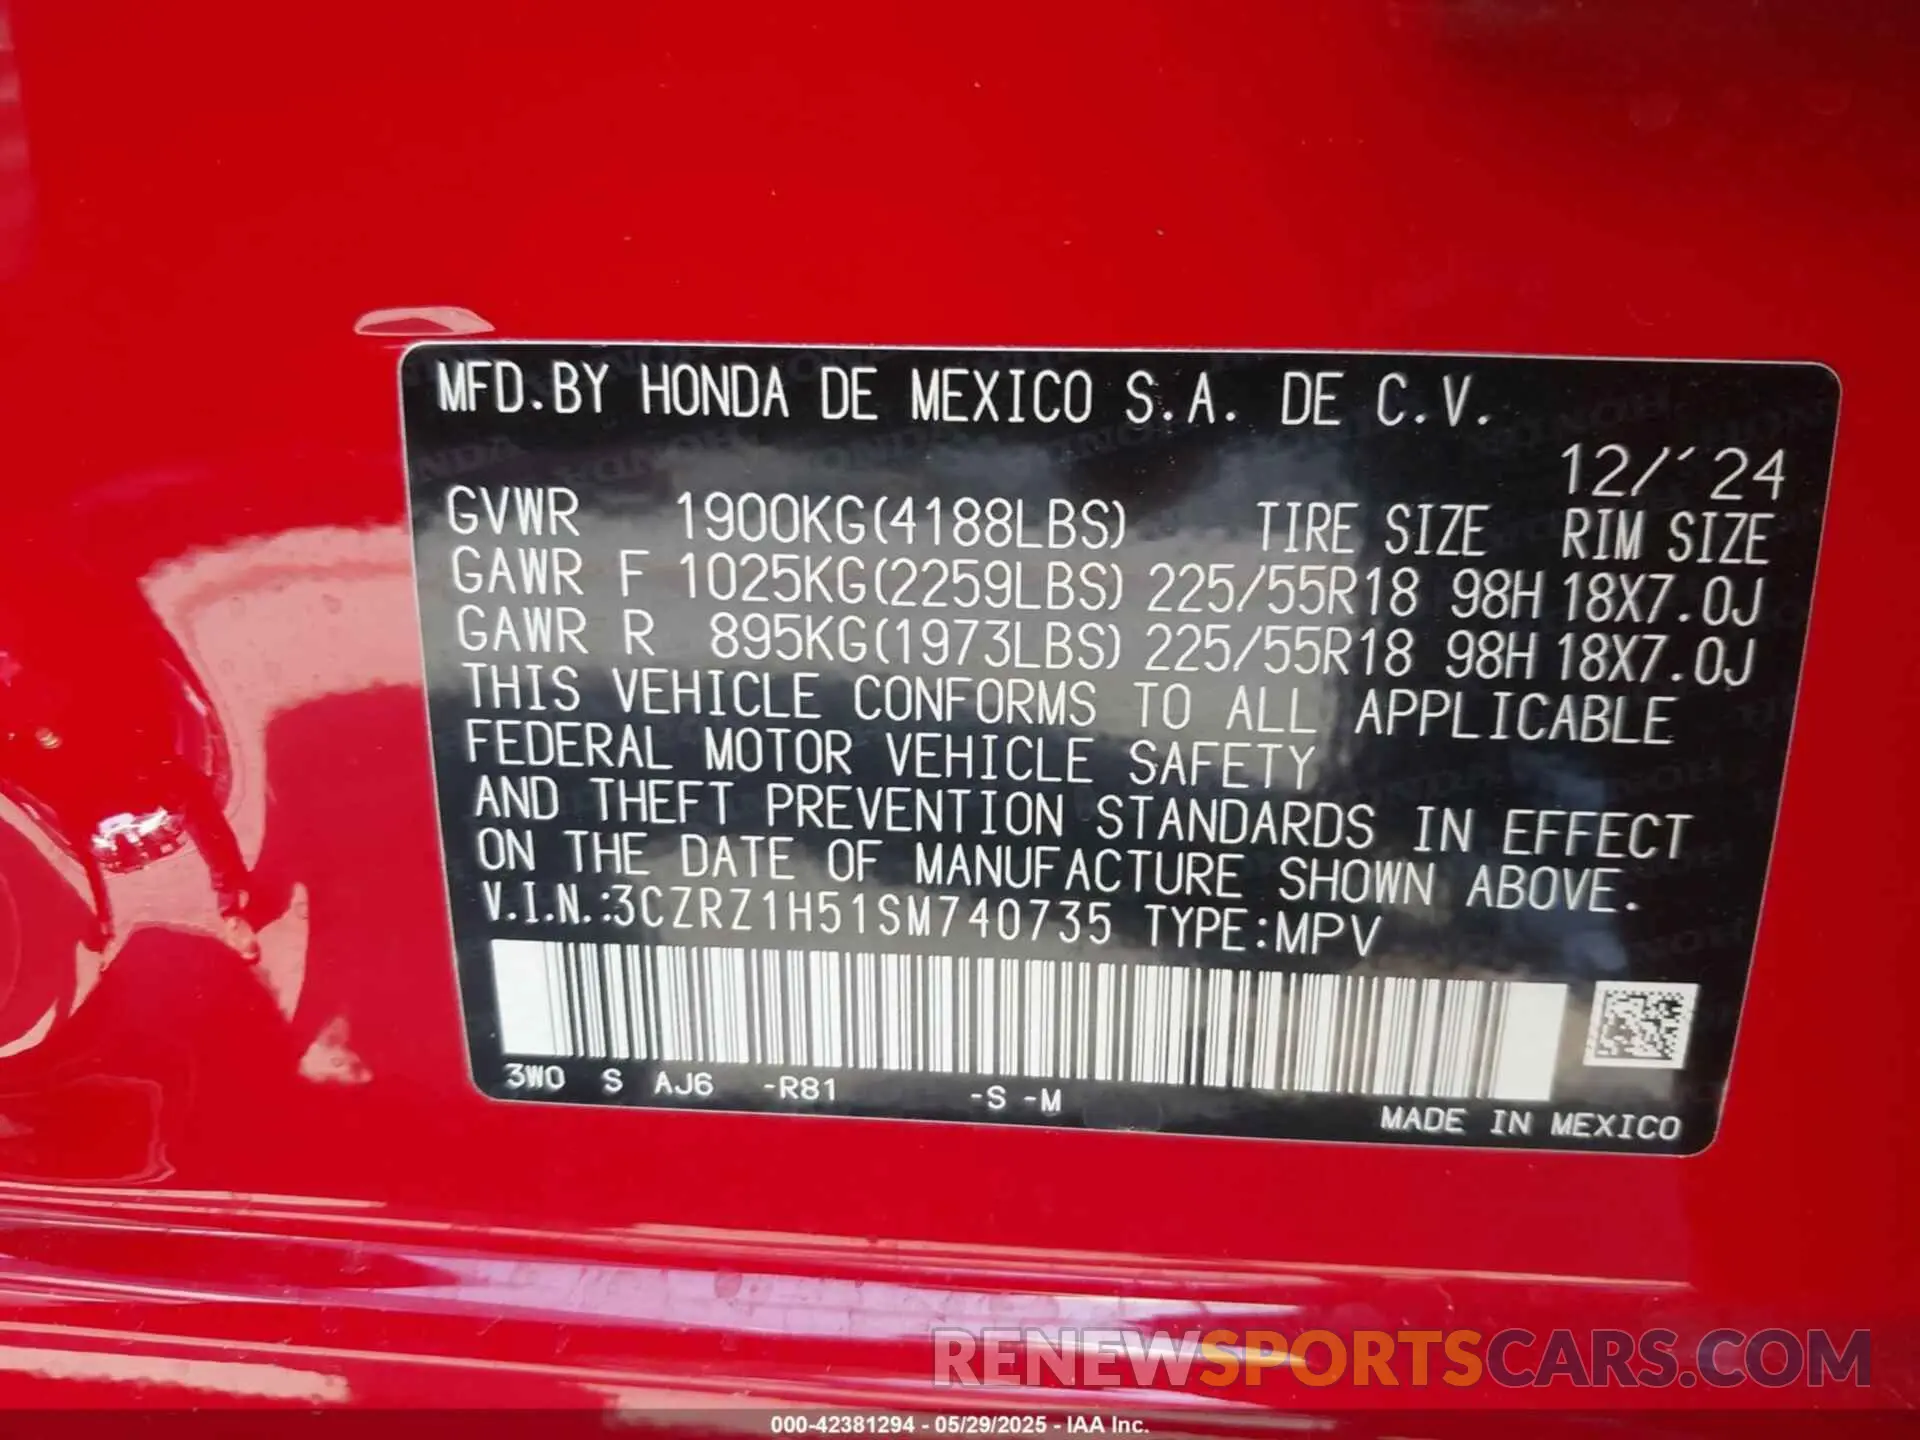 MFD.BY HONDA DE MEXICO S.A. DE C.V.
12/´24
GVWR 1900KG(4188LBS) TIRE SIZE RIM SIZE
GAWR F 1025KG(2259LBS) 225/55R18 98H 18X7.0J
GAWR R 895KG(1973LBS) 225/55R18 98H 18X7.0J
THIS VEHICLE CONFORMS TO ALL APPLICABLE
FEDERAL MOTOR VEHICLE SAFETY
AND THEFT PREVENTION STANDARDS IN EFFECT
ON THE DATE OF MANUFACTURE SHOWN ABOVE.
V.I.N.:3CZRZ1H51SM740735 TYPE:MPV
3W0 S AJ6 -R81 -S -M
MADE IN MEXICO
RENEWSPORTSCARS.COM
000-42381294 - 05/29/2025 - IAA Inc.